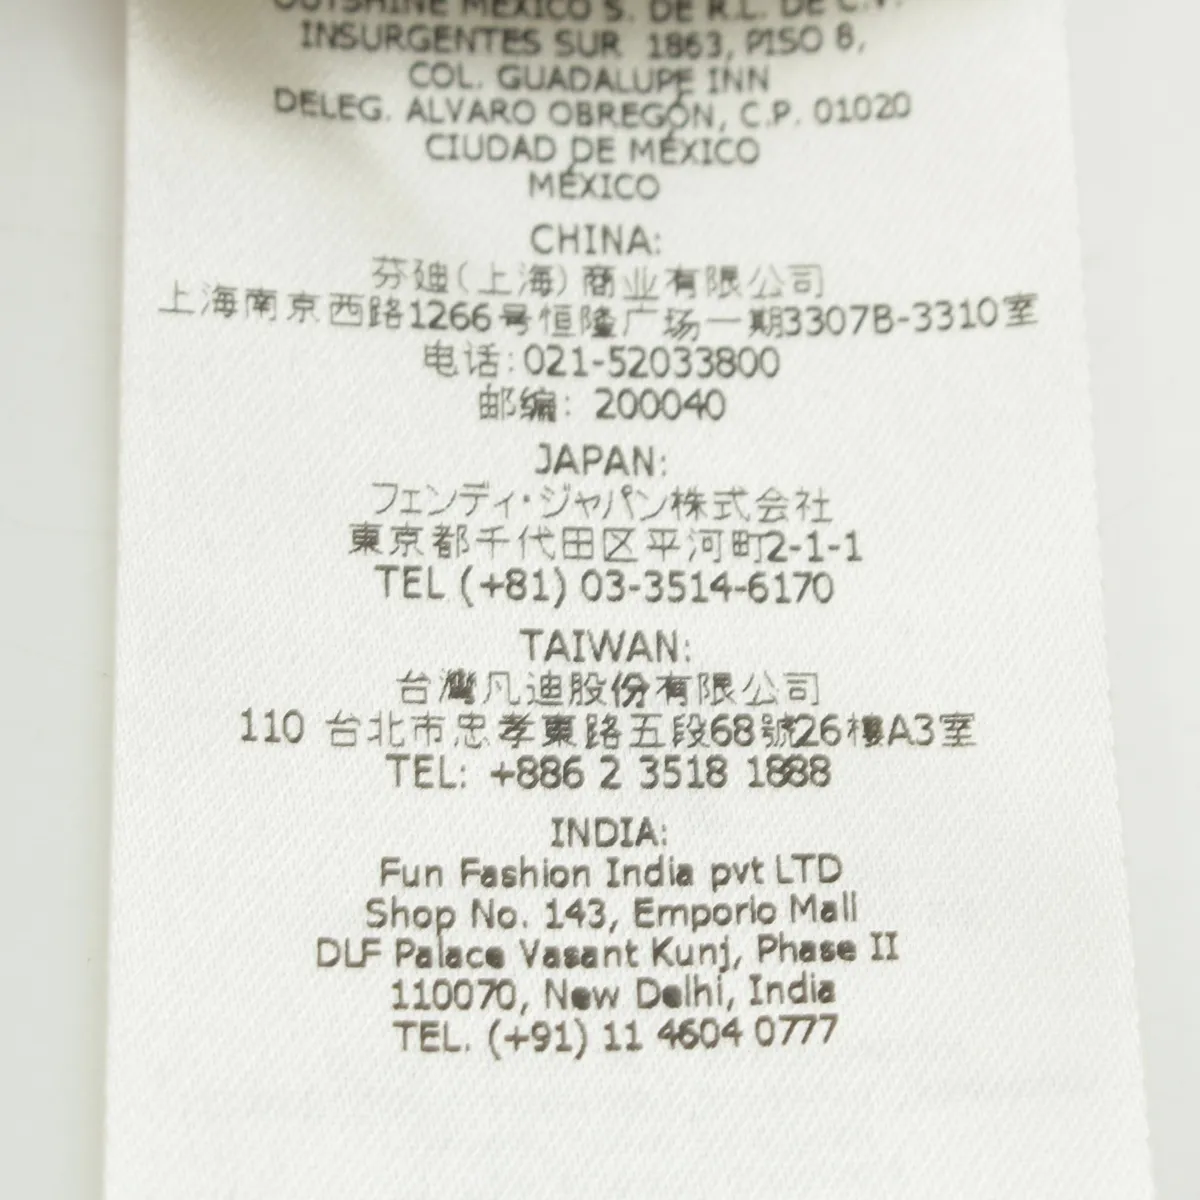 OUTSHINE MEXICO S. DE R.L. DE C.V.
INSURGENTES SUR 1863, PISO 8,
COL. GUADALUPE INN
DELEG. ALVARO OBREGÓN, C.P. 01020
CIUDAD DE MÉXICO
MÉXICO
CHINA:
芬迪(上海)商业有限公司
上海南京西路1266号恒隆广场一期3307B-3310室
电话:021-52033800
邮编: 200040
JAPAN:
フェンディ・ジャパン株式会社
東京都千代田区平河町2-1-1
TEL (+81) 03-3514-6170
TAIWAN:
台灣凡迪股份有限公司
110 台北市忠孝東路五段68號26樓A3室
TEL: +886 2 3518 1888
INDIA:
Fun Fashion India pvt LTD
Shop No. 143, Emporio Mall
DLF Palace Vasant Kunj, Phase II
110070, New Delhi, India
TEL. (+91) 11 4604 0777